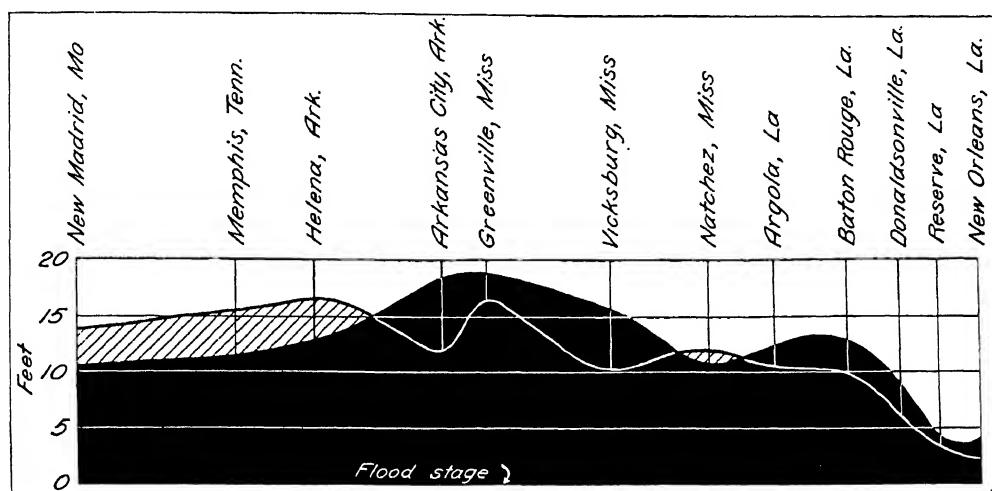 New Madrid, Mo
Memphis, Tenn.
Helena, Ark.
Arkansas City, Ark.
Greenville, Miss
Vicksburg, Miss
Natchez, Miss
Argola, La
Baton Rouge, La.
Donaldsonville, La.
Reserve, La
New Orleans, La.
20
15
10
5
0
Feet
Flood stage